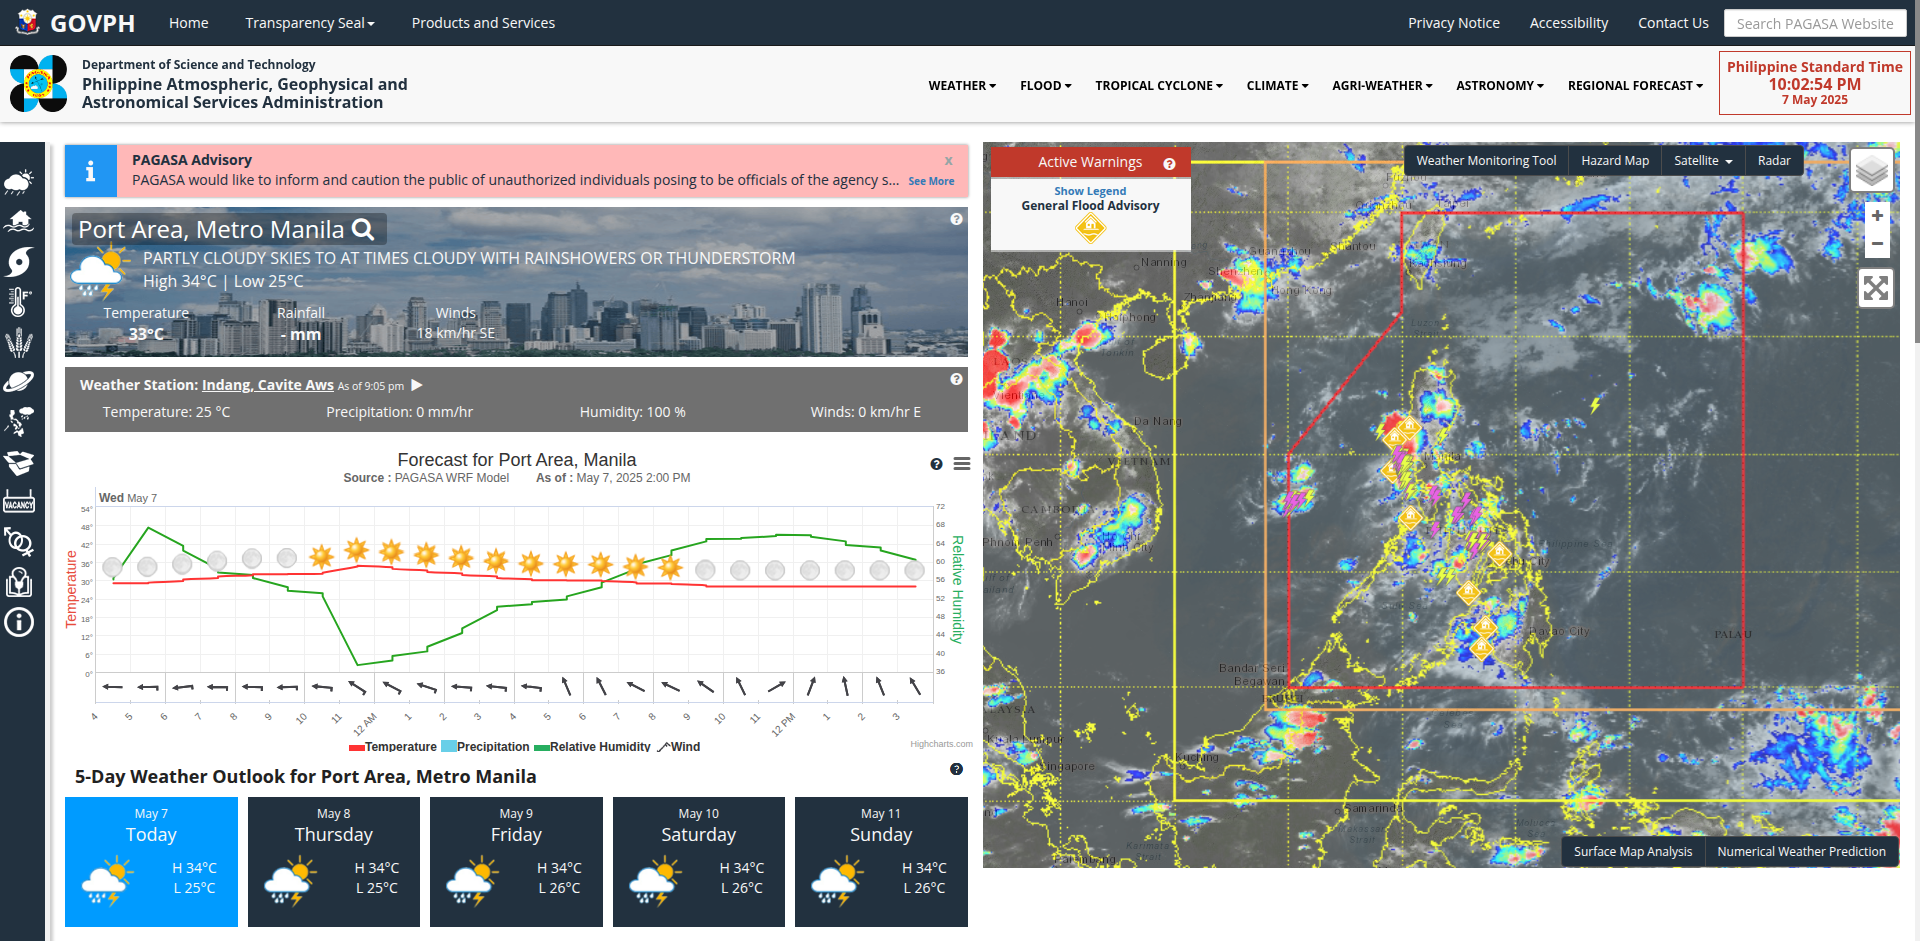 GOVPH
Home
Transparency Seal
Products and Services
Privacy Notice
Accessibility
Contact Us
Search PAGASA Website
Department of Science and Technology
Philippine Atmospheric, Geophysical and
Astronomical Services Administration
WEATHER
FLOOD
TROPICAL CYCLONE
CLIMATE
AGRI-WEATHER
ASTRONOMY
REGIONAL FORECAST
Philippine Standard Time
10:02:54 PM
7 May 2025
VACANCY
PAGASA Advisory
x
PAGASA would like to inform and caution the public of unauthorized individuals posing to be officials of the agency s... See More
Port Area, Metro Manila
PARTLY CLOUDY SKIES TO AT TIMES CLOUDY WITH RAINSHOWERS OR THUNDERSTORM
High 34°C | Low 25°C
Temperature Rainfall Winds
33°C - mm 18 km/hr SE
Weather Station: Indang, Cavite Aws As of 9:05 pm
Temperature: 25 °C Precipitation: 0 mm/hr Humidity: 100 % Winds: 0 km/hr E
Forecast for Port Area, Manila
Source : PAGASA WRF Model As of : May 7, 2025 2:00 PM
Wed May 7
54°
48°
42°
36°
30°
24°
18°
12°
6°
0°
Temperature
72
68
64
60
56
52
48
44
40
36
Relative Humidity
4 5 6 7 8 9 10 11 12 AM 1 2 3 4 5 6 7 8 9 10 11 12 PM 1 2 3
Temperature Precipitation Relative Humidity Wind
Highcharts.com
5-Day Weather Outlook for Port Area, Metro Manila
May 7
Today
H 34°C
L 25°C
May 8
Thursday
H 34°C
L 25°C
May 9
Friday
H 34°C
L 26°C
May 10
Saturday
H 34°C
L 26°C
May 11
Sunday
H 34°C
L 26°C
Active Warnings
Show Legend
General Flood Advisory
Weather Monitoring Tool
Hazard Map
Satellite
Radar
+
−
Nanning
Shenzhen
Hong Kong
Hanoi
Haiphong
Da Nang
VIETNAM
Phnom Penh
Davao City
PALAU
Bandar Seri
Begawan
Kuching
Singapore
Samarinda
Karimata
Strait
Surface Map Analysis
Numerical Weather Prediction